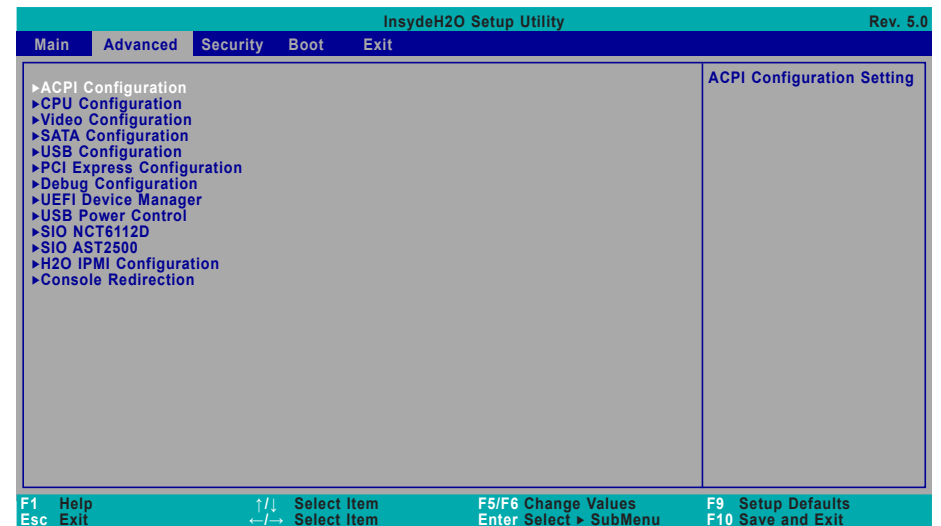 InsydeH2O Setup Utility Rev. 5.0
Main Advanced Security Boot Exit
▶ACPI Configuration
▶CPU Configuration
▶Video Configuration
▶SATA Configuration
▶USB Configuration
▶PCI Express Configuration
▶Debug Configuration
▶UEFI Device Manager
▶USB Power Control
▶SIO NCT6112D
▶SIO AST2500
▶H2O IPMI Configuration
▶Console Redirection
ACPI Configuration Setting
F1 Help ↑/↓ Select Item F5/F6 Change Values F9 Setup Defaults
Esc Exit ←/→ Select Item Enter Select ▶ SubMenu F10 Save and Exit